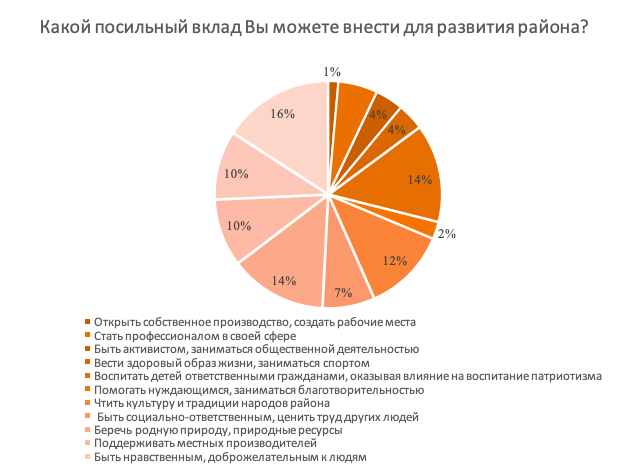 Какой посильный вклад Вы можете внести для развития района?
1%
4%
4%
14%
2%
12%
7%
14%
10%
10%
16%
Открыть собственное производство, создать рабочие места
Стать профессионалом в своей сфере
Быть активистом, заниматься общественной деятельностью
Вести здоровый образ жизни, заниматься спортом
Воспитать детей ответственными гражданами, оказывая влияние на воспитание патриотизма
Помогать нуждающимся, заниматься благотворительностью
Чтить культуру и традиции народов района
Быть социально-ответственным, ценить труд других людей
Беречь родную природу, природные ресурсы
Поддерживать местных производителей
Быть нравственным, доброжелательным к людям